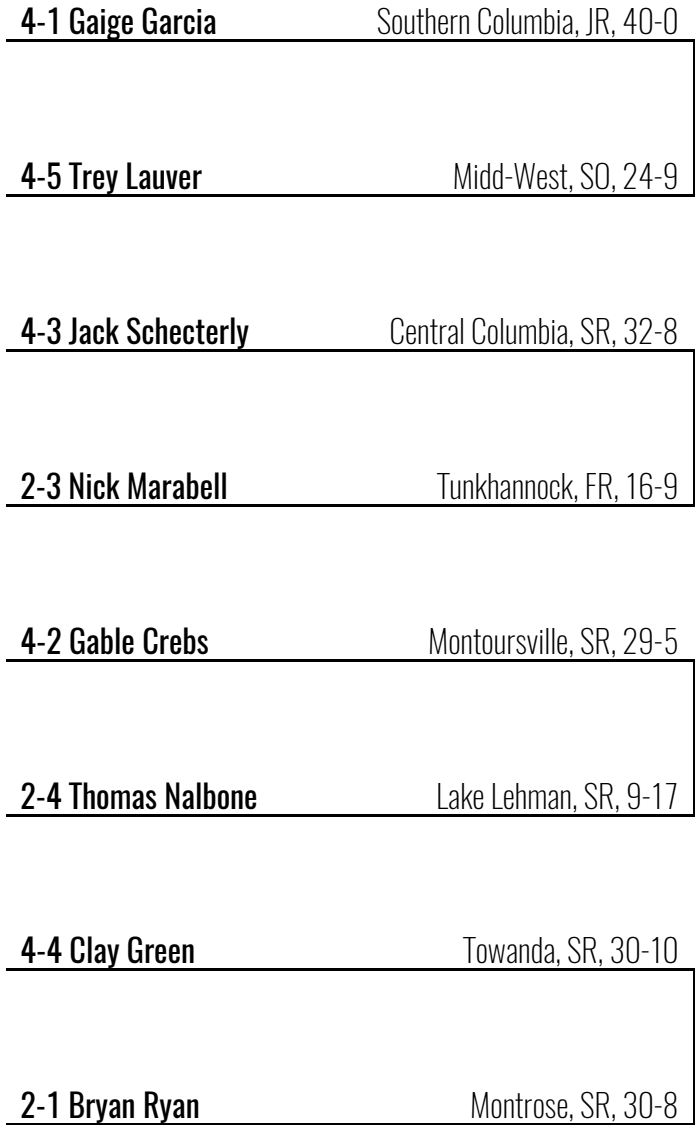 4-1 Gaige Garcia Southern Columbia, JR, 40-0
4-5 Trey Lauver Midd-West, SO, 24-9
4-3 Jack Schecterly Central Columbia, SR, 32-8
2-3 Nick Marabell Tunkhannock, FR, 16-9
4-2 Gable Crebs Montoursville, SR, 29-5
2-4 Thomas Nalbone Lake Lehman, SR, 9-17
4-4 Clay Green Towanda, SR, 30-10
2-1 Bryan Ryan Montrose, SR, 30-8